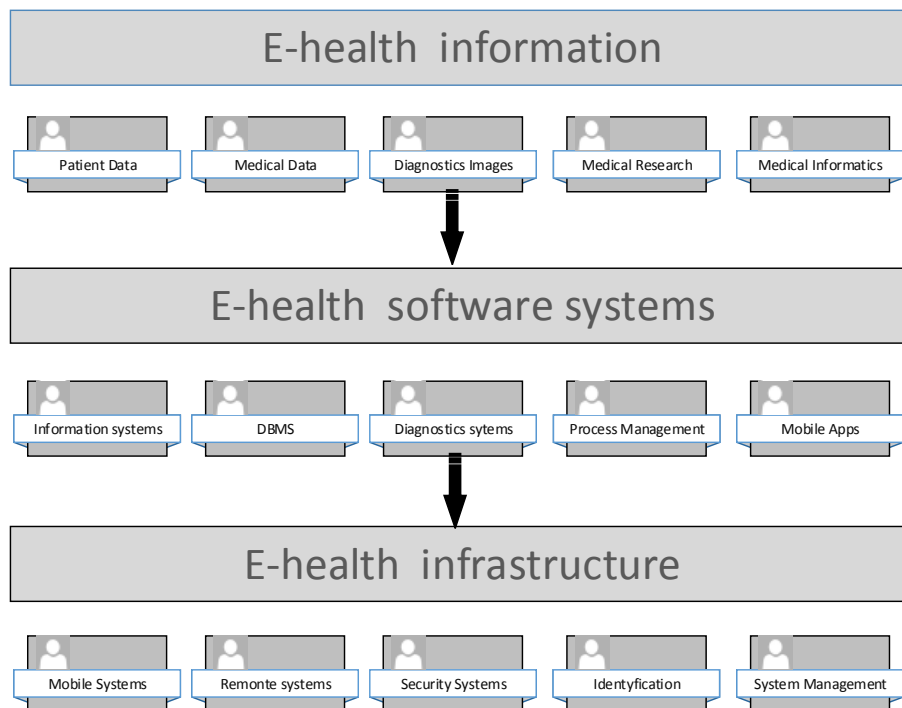 E-health information
Patient Data
Medical Data
Diagnostics Images
Medical Research
Medical Informatics
E-health software systems
Information systems
DBMS
Diagnostics sytems
Process Management
Mobile Apps
E-health infrastructure
Mobile Systems
Remonte systems
Security Systems
Identyfication
System Management